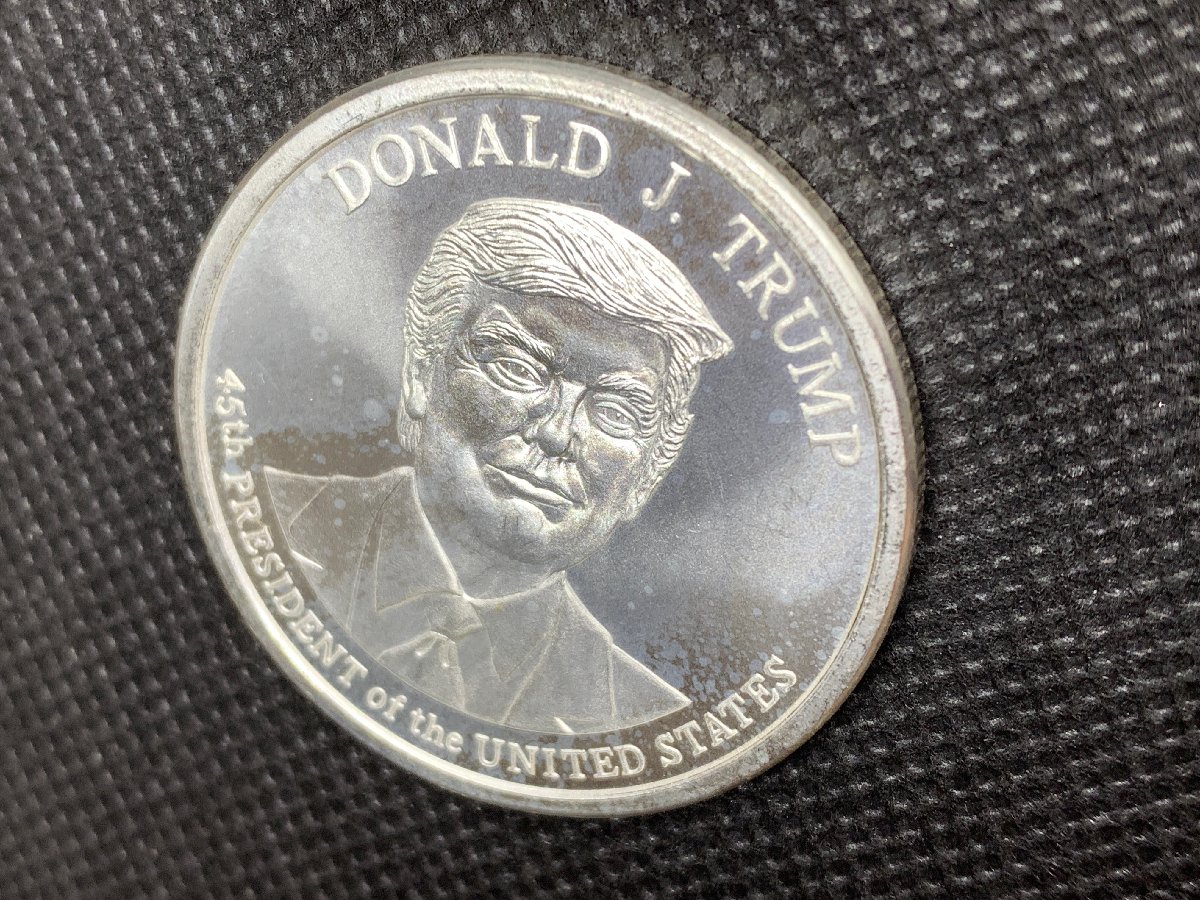 DONALD J. TRUMP
45th PRESIDENT of the UNITED STATES